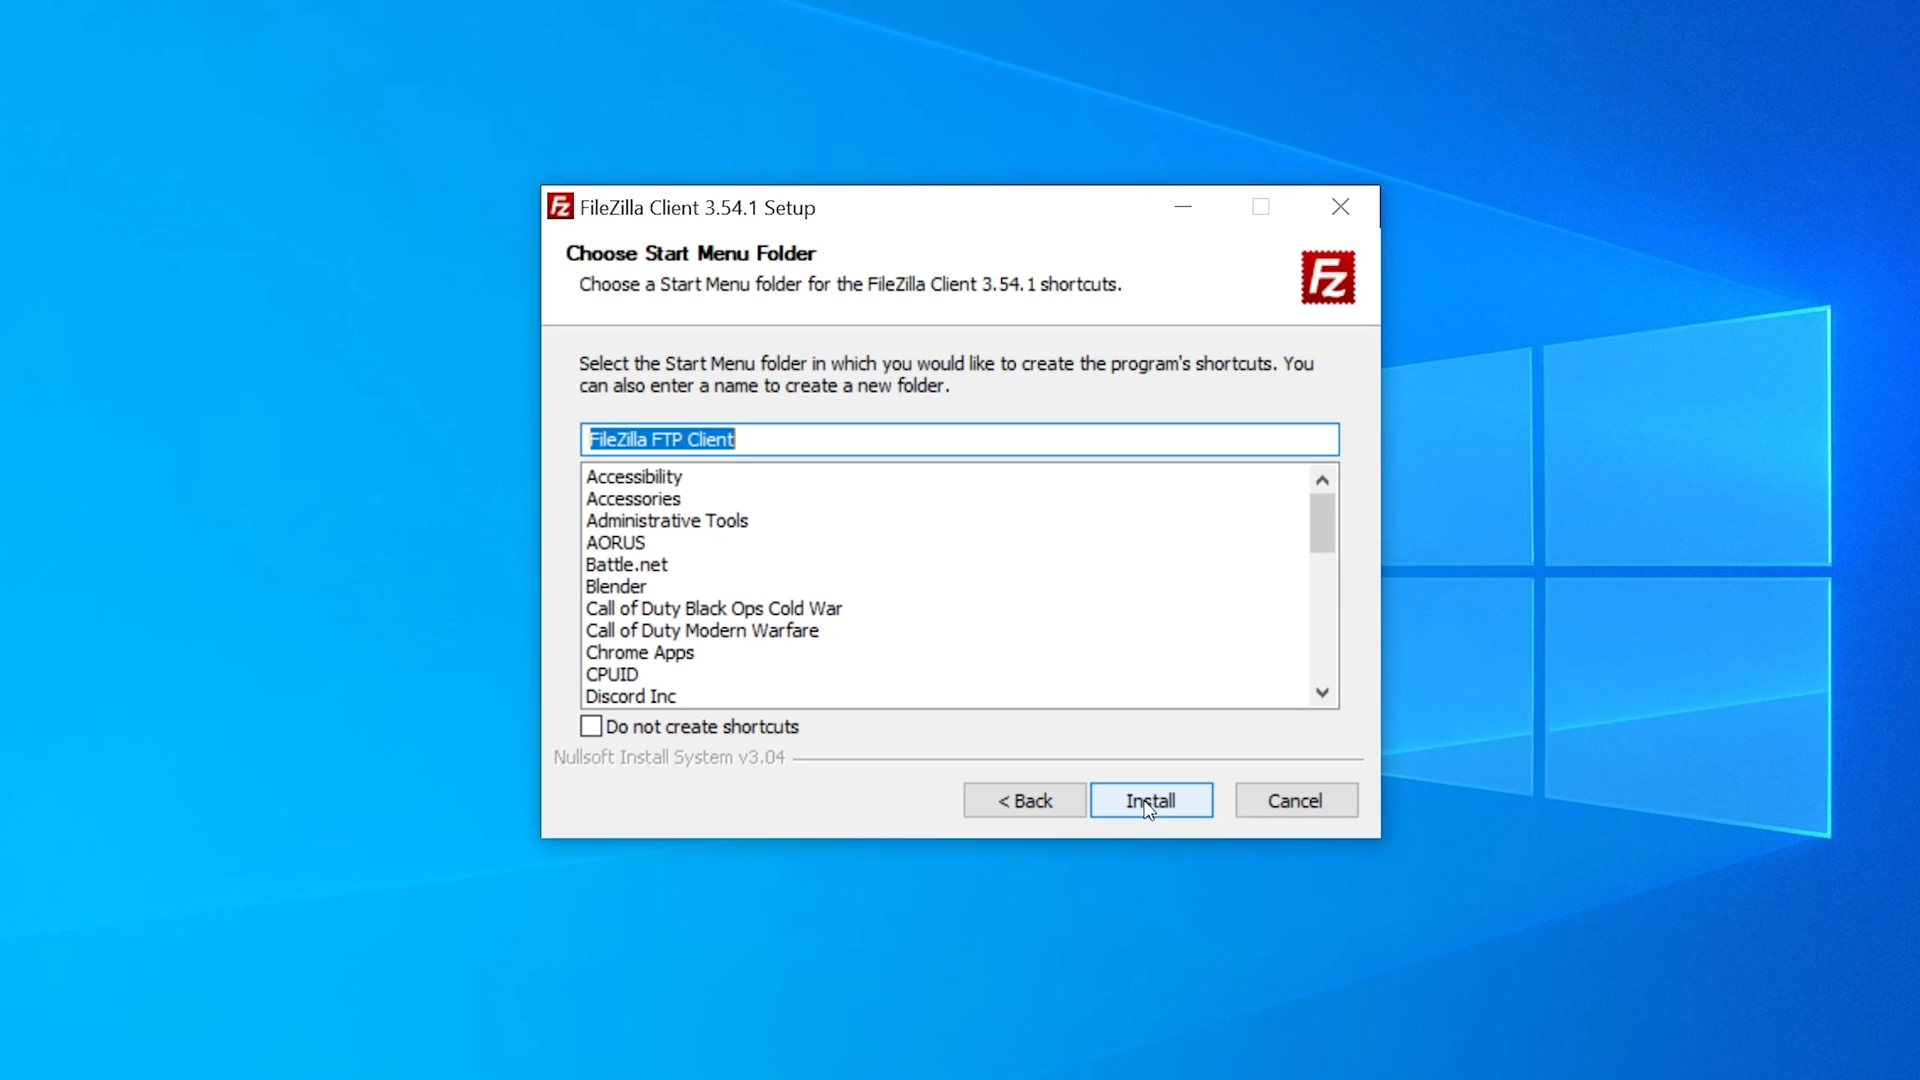 FileZilla Client 3.54.1 Setup
Choose Start Menu Folder
Choose a Start Menu folder for the FileZilla Client 3.54.1 shortcuts.
Fz
Select the Start Menu folder in which you would like to create the program's shortcuts. You
can also enter a name to create a new folder.
FileZilla FTP Client
Accessibility
Accessories
Administrative Tools
AORUS
Battle.net
Blender
Call of Duty Black Ops Cold War
Call of Duty Modern Warfare
Chrome Apps
CPUID
Discord Inc
Do not create shortcuts
Nullsoft Install System v3.04
< Back
Install
Cancel